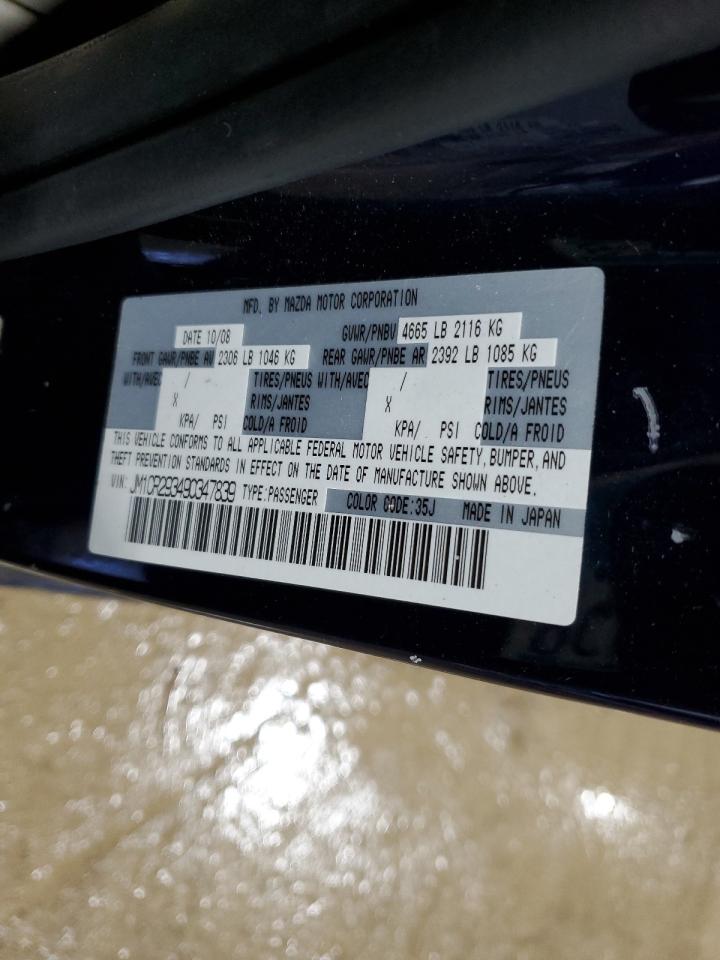 MFD. BY MAZDA MOTOR CORPORATION
DATE 10/08 GVWR/PNBV 4665 LB 2116 KG
FRONT GAWR/PNBE AV 2306 LB 1046 KG REAR GAWR/PNBE AR 2392 LB 1085 KG
WITH/AVEC / TIRES/PNEUS WITH/AVEC / TIRES/PNEUS
X RIMS/JANTES X RIMS/JANTES
KPA/ PSI COLD/A FROID KPA/ PSI COLD/A FROID
THIS VEHICLE CONFORMS TO ALL APPLICABLE FEDERAL MOTOR VEHICLE SAFETY, BUMPER, AND
THEFT PREVENTION STANDARDS IN EFFECT ON THE DATE OF MANUFACTURE SHOWN ABOVE.
VIN: JM1CR293490347839 TYPE:PASSENGER COLOR CODE:35J MADE IN JAPAN